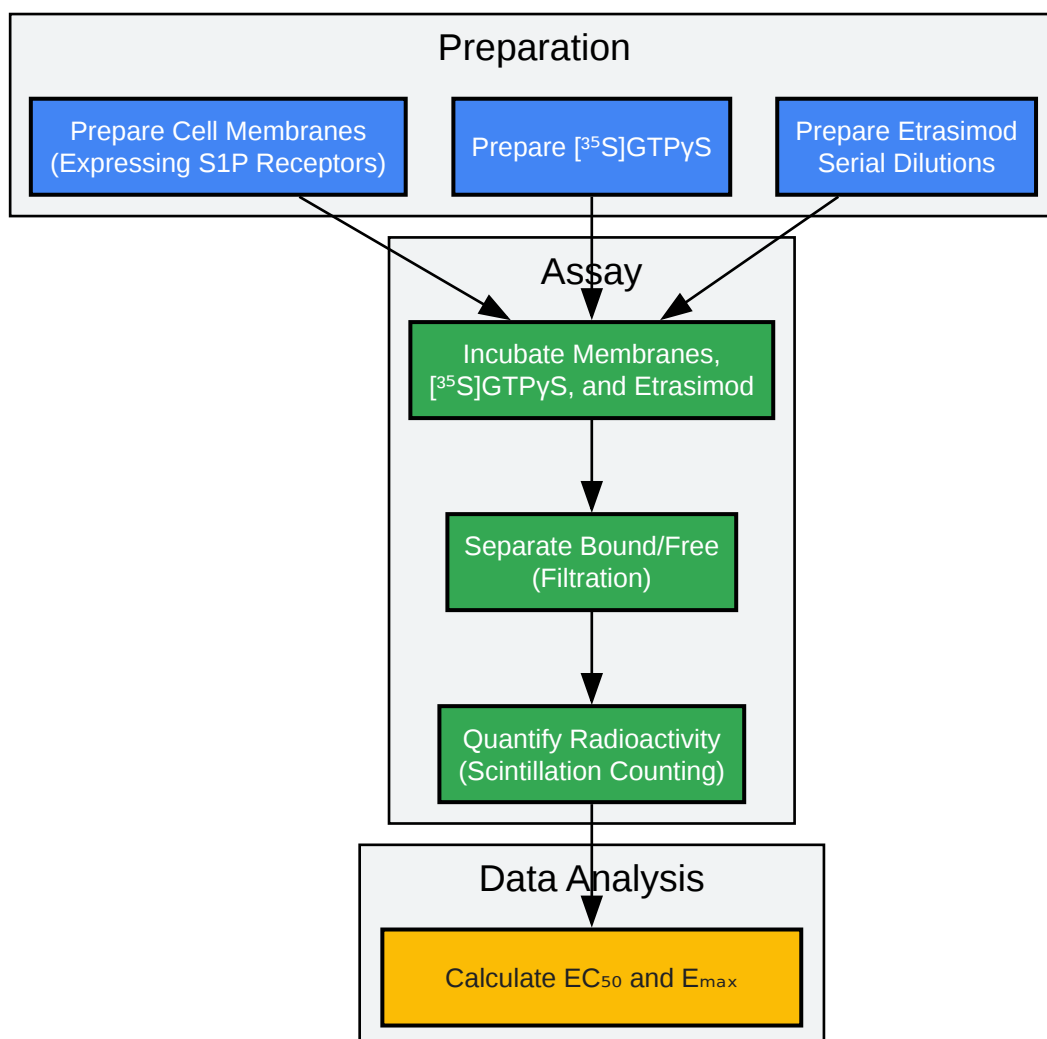 Preparation
Prepare Cell Membranes
(Expressing S1P Receptors)
Prepare [³⁵S]GTPγS
Prepare Etrasimod
Serial Dilutions
Assay
Incubate Membranes,
[³⁵S]GTPγS, and Etrasimod
Separate Bound/Free
(Filtration)
Quantify Radioactivity
(Scintillation Counting)
Data Analysis
Calculate EC₅₀ and Eₘₐₓ